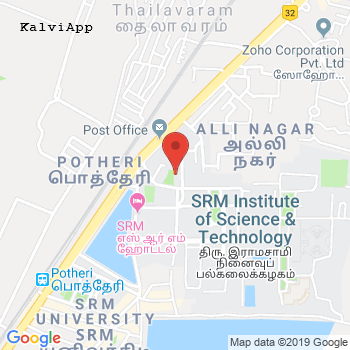 Thailavaram
தைலாவரம்
KalviApp
32
Zoho Corporation
Pvt. Ltd
ஸோஹோ
Post Office
ALLI NAGAR
அல்லி
நகர்
POTHERI
பொத்தேரி
SRM Institute
of Science &
Technology
திரு. இராமசாமி
நினைவுப்
பல்கலைக்கழகம்
SRM
எஸ் ஆர் எம்
ஹோட்டல்
Potheri
பொத்தேரி
SRM
UNIVERSITY
SRM
Google
Map data ©2019 Google